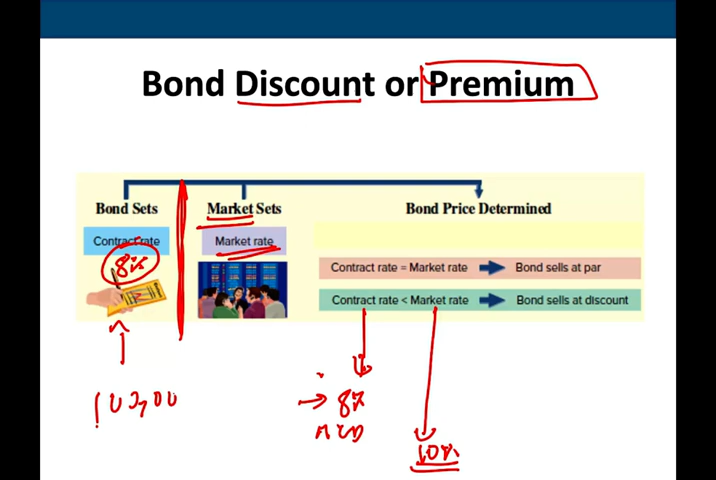 Bond Discount or Premium
Bond Sets
Market Sets
Bond Price Determined
Contract rate
Market rate
8%
Contract rate = Market rate
Bond sells at par
Contract rate < Market rate
Bond sells at discount
8%
10%